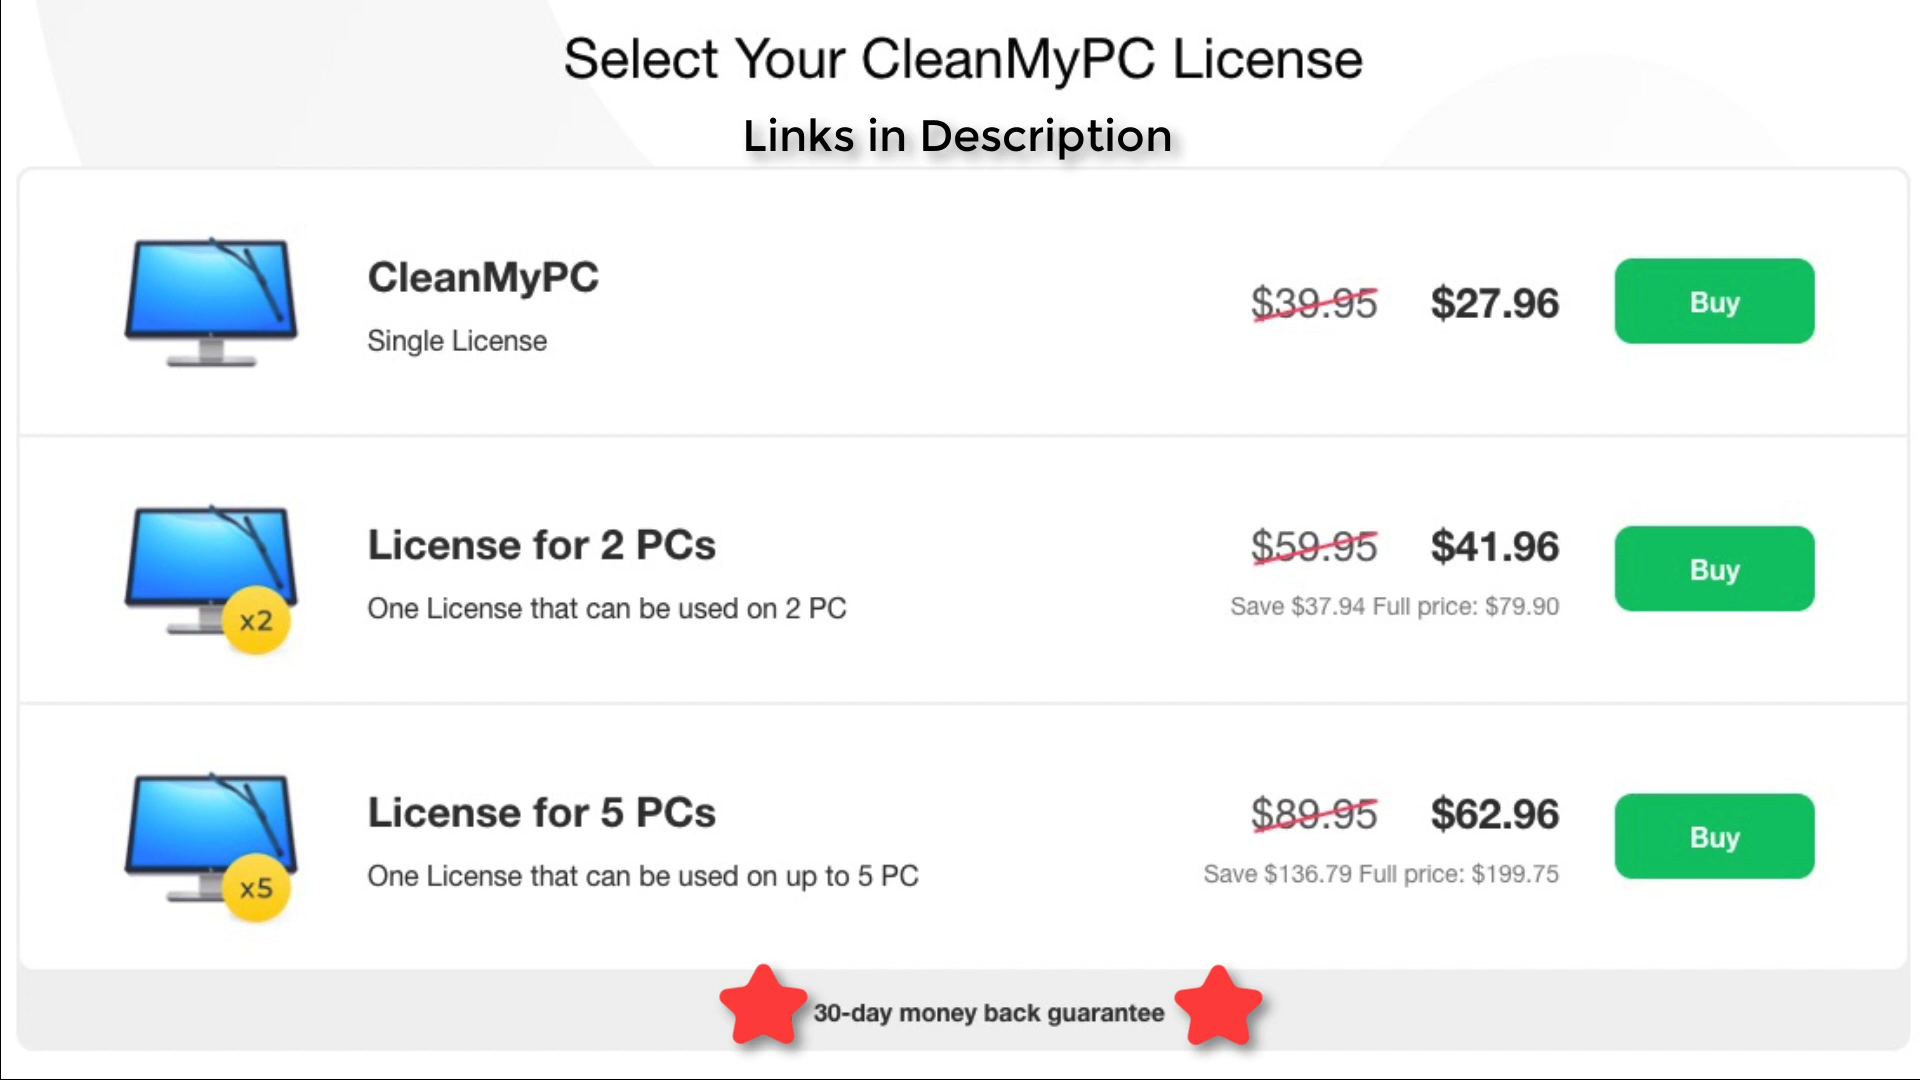 Select Your CleanMyPC License
Links in Description
CleanMyPC
Single License
$39.95 $27.96 Buy
x2
License for 2 PCs
One License that can be used on 2 PC
$59.95 $41.96 Buy
Save $37.94 Full price: $79.90
x5
License for 5 PCs
One License that can be used on up to 5 PC
$89.95 $62.96 Buy
Save $136.79 Full price: $199.75
30-day money back guarantee